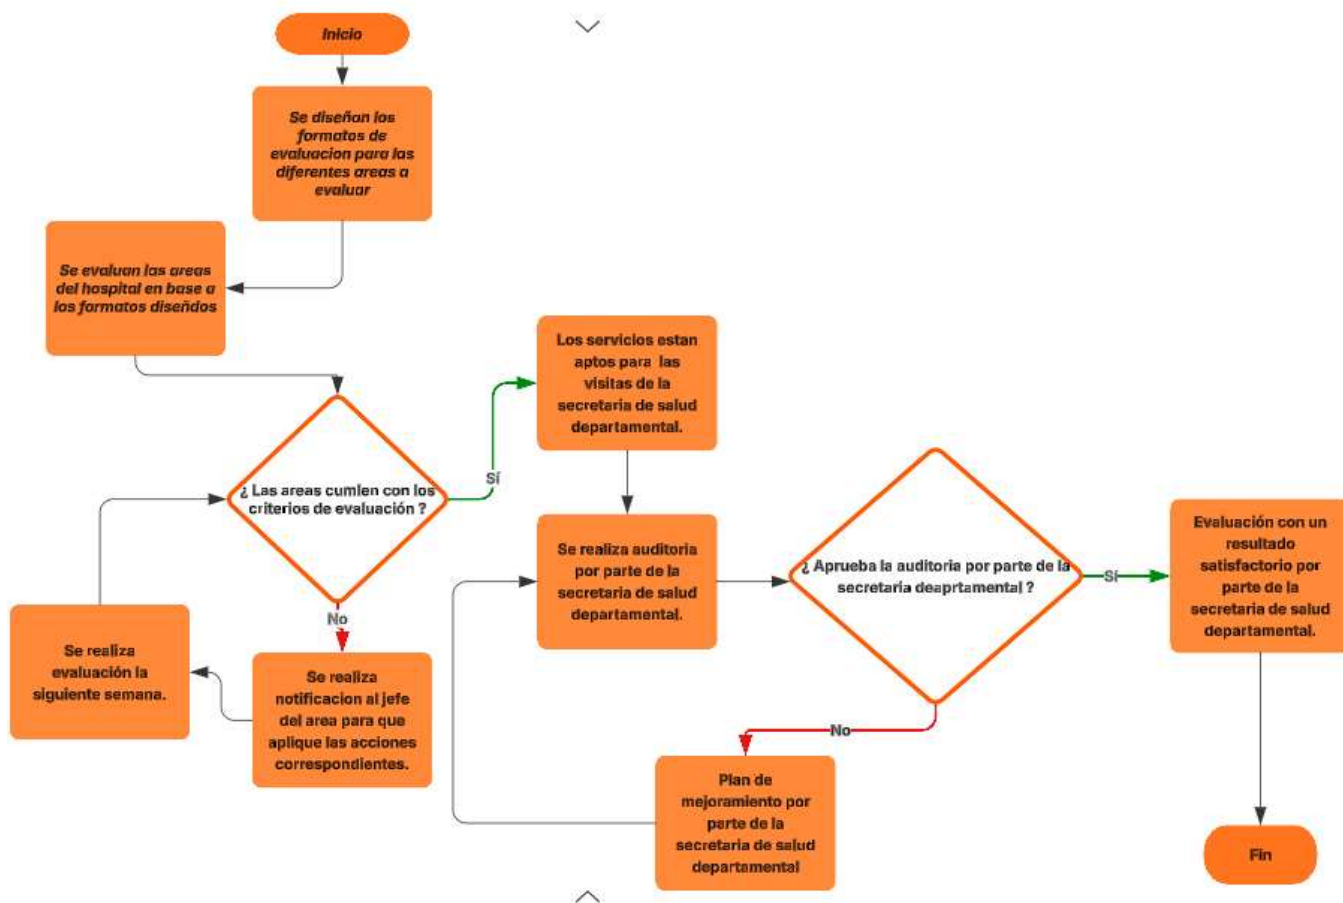 Inicio
Se diseñan los
formatos de
evaluacion para las
diferentes areas a
evaluar
Se evaluan las areas
del hospital en base a
los formatos diseñdos
¿ Las areas cumlen con los
criterios de evaluación ?
Sí
No
Se realiza
notificacion al jefe
del area para que
aplique las acciones
correspondientes.
Se realiza
evaluación la
siguiente semana.
Los servicios estan
aptos para las
visitas de la
secretaria de salud
departamental.
Se realiza auditoria
por parte de la
secretaria de salud
departamental.
¿ Aprueba la auditoria por parte de la
secretaria deaprtamental ?
Sí
No
Plan de
mejoramiento por
parte de la
secretaria de salud
departamental
Evaluación con un
resultado
satisfactorio por
parte de la
secretaria de salud
departamental.
Fin